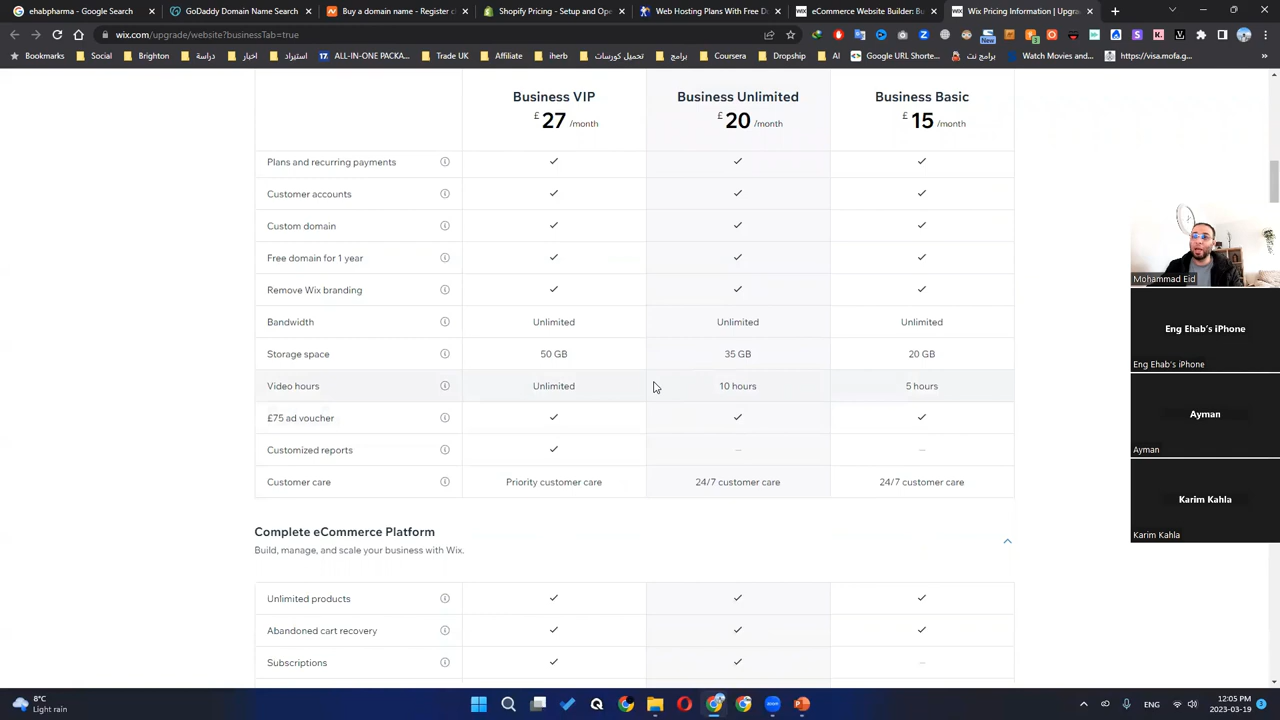 ehabpharma - Google Search
GoDaddy Domain Name Search
Buy a domain name - Register c
Shopify Pricing - Setup and Op
Web Hosting Plans With Free D
eCommerce Website Builder: Bu
Wix Pricing Information | Upgra
wix.com/upgrade/website?businessTab=true
New
Bookmarks
Social
Brighton
دراسة
اخبار
استيراد
ALL-IN-ONE PACKA...
Trade UK
Affiliate
iherb
تحميل كورسات
برامج
Coursera
Dropship
AI
Google URL Shorte...
برامج نت
Watch Movies and...
https://visa.mofa.g...
Business VIP
Business Unlimited
Business Basic
£ 27 /month
£ 20 /month
£ 15 /month
Plans and recurring payments
Customer accounts
Custom domain
Free domain for 1 year
Remove Wix branding
Bandwidth Unlimited Unlimited Unlimited
Storage space 50 GB 35 GB 20 GB
Video hours Unlimited 10 hours 5 hours
£75 ad voucher
Customized reports
Customer care Priority customer care 24/7 customer care 24/7 customer care
Complete eCommerce Platform
Build, manage, and scale your business with Wix.
Unlimited products
Abandoned cart recovery
Subscriptions
Mohammad Eid
Eng Ehab's iPhone
Eng Ehab's iPhone
Ayman
Ayman
Karim Kahla
Karim Kahla
8°C
Light rain
ENG
12:05 PM
2023-03-19